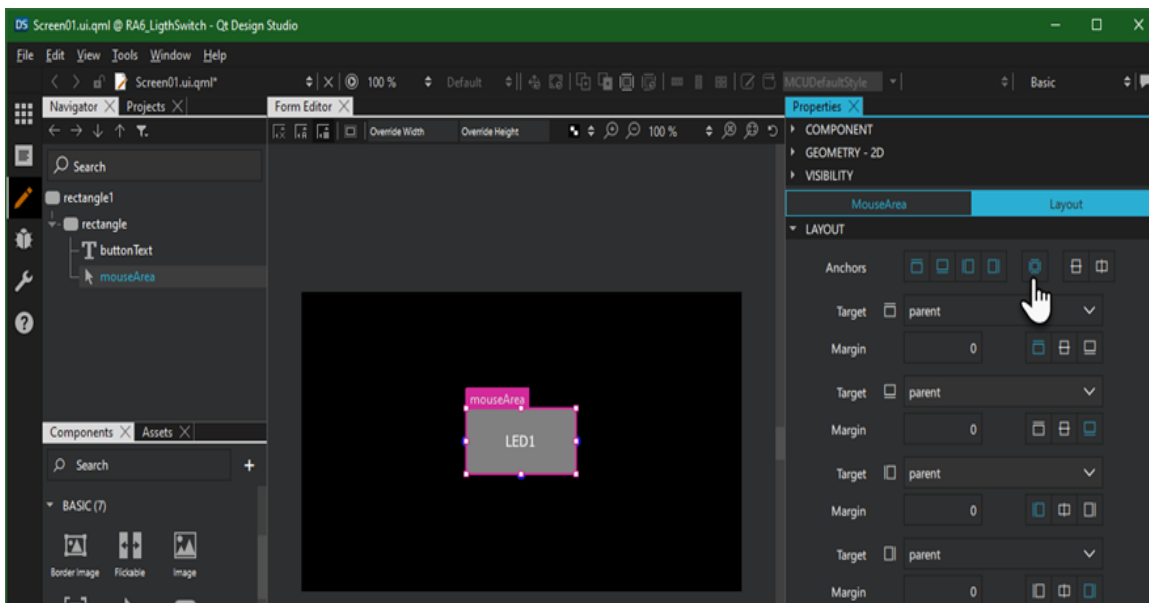 DS Screen01.ui.qml @ RA6_LigthSwitch - Qt Design Studio
File Edit View Tools Window Help
Screen01.ui.qml* 100 % Default MCUDefaultStyle Basic
Navigator Projects Form Editor Properties
Override Width Override Height 100 % COMPONENT
GEOMETRY - 2D
Search
VISIBILITY
rectangle1
MouseArea Layout
rectangle
LAYOUT
T buttonText
mouseArea
Anchors
Target parent
Margin 0
Target parent
mouseArea
Margin 0
Components Assets
LED1
Search +
Target parent
BASIC (7)
Margin 0
Target parent
Border Image Flickable Image
Margin 0